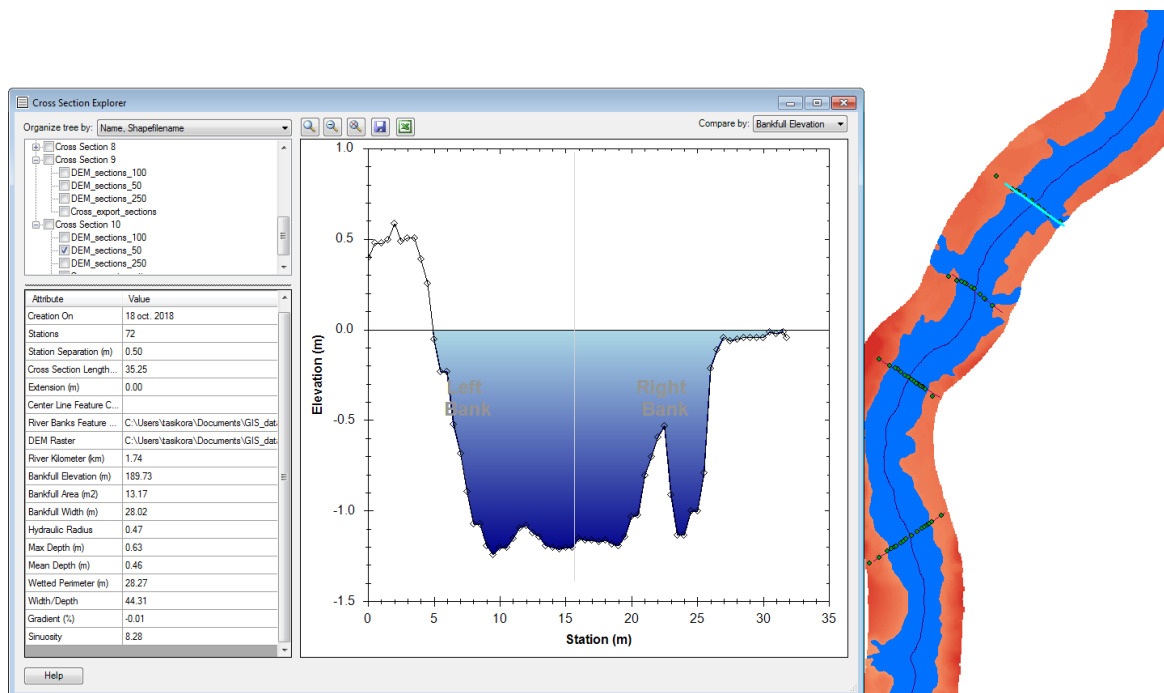 Cross Section Explorer
Organize tree by: Name, Shapefilename
Compare by: Bankfull Elevation
Cross Section 8
Cross Section 9
DEM_sections_100
DEM_sections_50
DEM_sections_250
Cross_export_sections
Cross Section 10
DEM_sections_100
DEM_sections_50
DEM_sections_250
Attribute Value
Creation On 18 oct. 2018
Stations 72
Station Separation (m) 0.50
Cross Section Length... 35.25
Extension (m) 0.00
Center Line Feature C...
River Banks Feature ... C:\Users\tasikora\Documents\GIS_dat
DEM Raster C:\Users\tasikora\Documents\GIS_dat
River Kilometer (km) 1.74
Bankfull Elevation (m) 189.73
Bankfull Area (m2) 13.17
Bankfull Width (m) 28.02
Hydraulic Radius 0.47
Max Depth (m) 0.63
Mean Depth (m) 0.46
Wetted Perimeter (m) 28.27
Width/Depth 44.31
Gradient (%) -0.01
Sinuosity 8.28
Help
1.0
0.5
0.0
-0.5
-1.0
-1.5
Elevation (m)
Left Bank
Right Bank
0 5 10 15 20 25 30 35
Station (m)